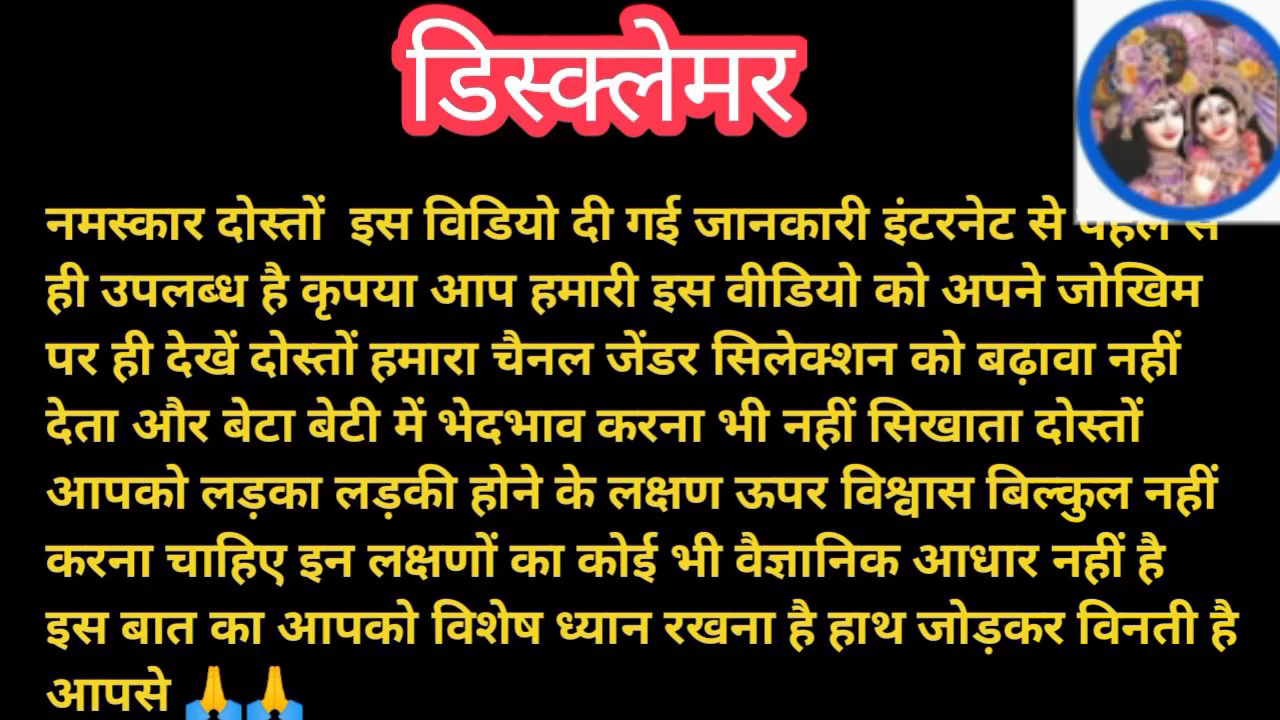 डिस्क्लेमर
नमस्कार दोस्तों इस विडियो दी गई जानकारी इंटरनेट से पहले से
ही उपलब्ध है कृपया आप हमारी इस वीडियो को अपने जोखिम
पर ही देखें दोस्तों हमारा चैनल जेंडर सिलेक्शन को बढ़ावा नहीं
देता और बेटा बेटी में भेदभाव करना भी नहीं सिखाता दोस्तों
आपको लड़का लड़की होने के लक्षण ऊपर विश्वास बिल्कुल नहीं
करना चाहिए इन लक्षणों का कोई भी वैज्ञानिक आधार नहीं है
इस बात का आपको विशेष ध्यान रखना है हाथ जोड़कर विनती है
आपसे 🙏🙏